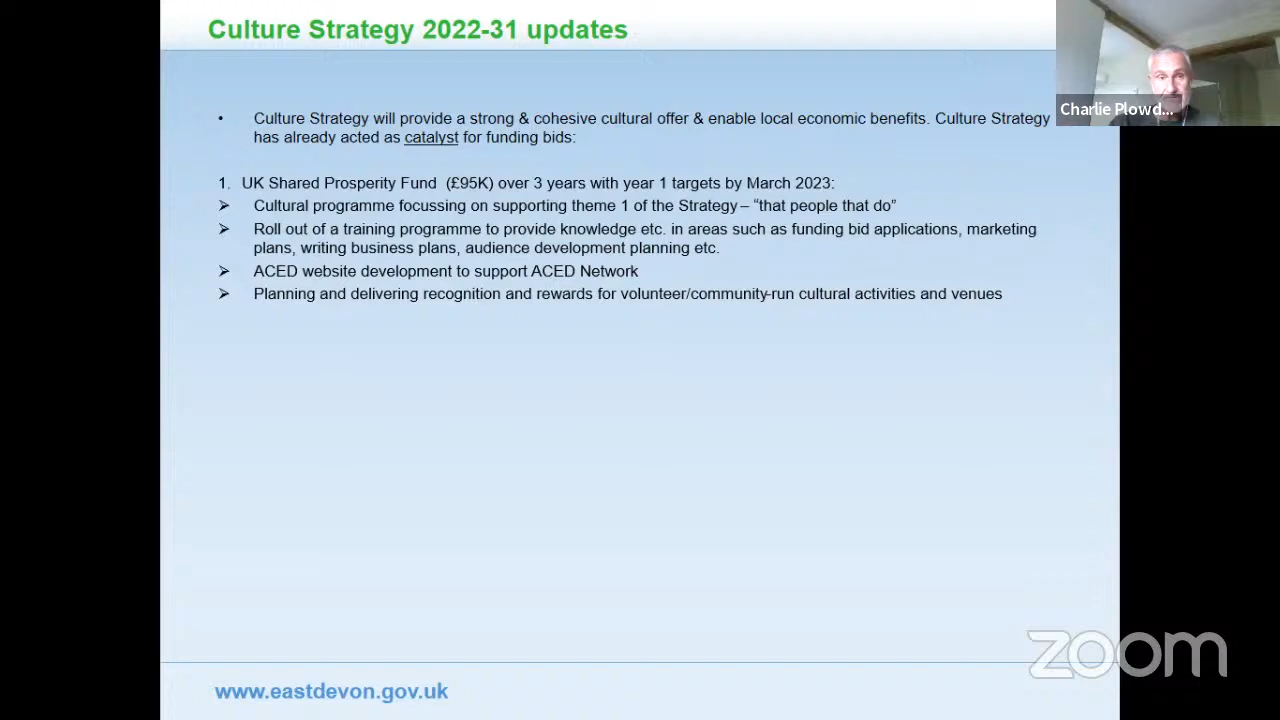 Culture Strategy 2022-31 updates
Charlie Plowd...
• Culture Strategy will provide a strong & cohesive cultural offer & enable local economic benefits. Culture Strategy
has already acted as catalyst for funding bids:
1. UK Shared Prosperity Fund (£95K) over 3 years with year 1 targets by March 2023:
➢ Cultural programme focussing on supporting theme 1 of the Strategy – “that people that do”
➢ Roll out of a training programme to provide knowledge etc. in areas such as funding bid applications, marketing
plans, writing business plans, audience development planning etc.
➢ ACED website development to support ACED Network
➢ Planning and delivering recognition and rewards for volunteer/community-run cultural activities and venues
zoom
www.eastdevon.gov.uk